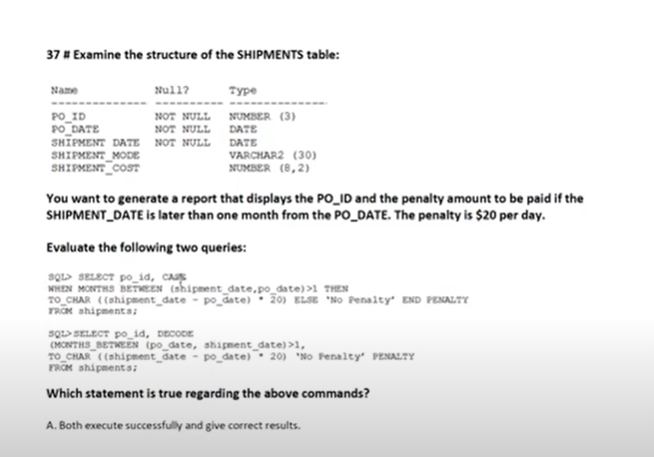 37 # Examine the structure of the SHIPMENTS table:
Name Null? Type
PO_ID NOT NULL NUMBER (3)
PO_DATE NOT NULL DATE
SHIPMENT_DATE NOT NULL DATE
SHIPMENT_MODE VARCHAR2 (30)
SHIPMENT_COST NUMBER (8,2)
You want to generate a report that displays the PO_ID and the penalty amount to be paid if the
SHIPMENT_DATE is later than one month from the PO_DATE. The penalty is $20 per day.
Evaluate the following two queries:
SQL> SELECT po_id, CASE
WHEN MONTHS_BETWEEN (shipment_date,po_date)>1 THEN
TO_CHAR ((shipment_date - po_date) * 20) ELSE 'No Penalty' END PENALTY
FROM shipments;
SQL> SELECT po_id, DECODE
(MONTHS_BETWEEN (po_date, shipment_date)>1,
TO_CHAR ((shipment_date - po_date) * 20) 'No Penalty' PENALTY
FROM shipments;
Which statement is true regarding the above commands?
A. Both execute successfully and give correct results.